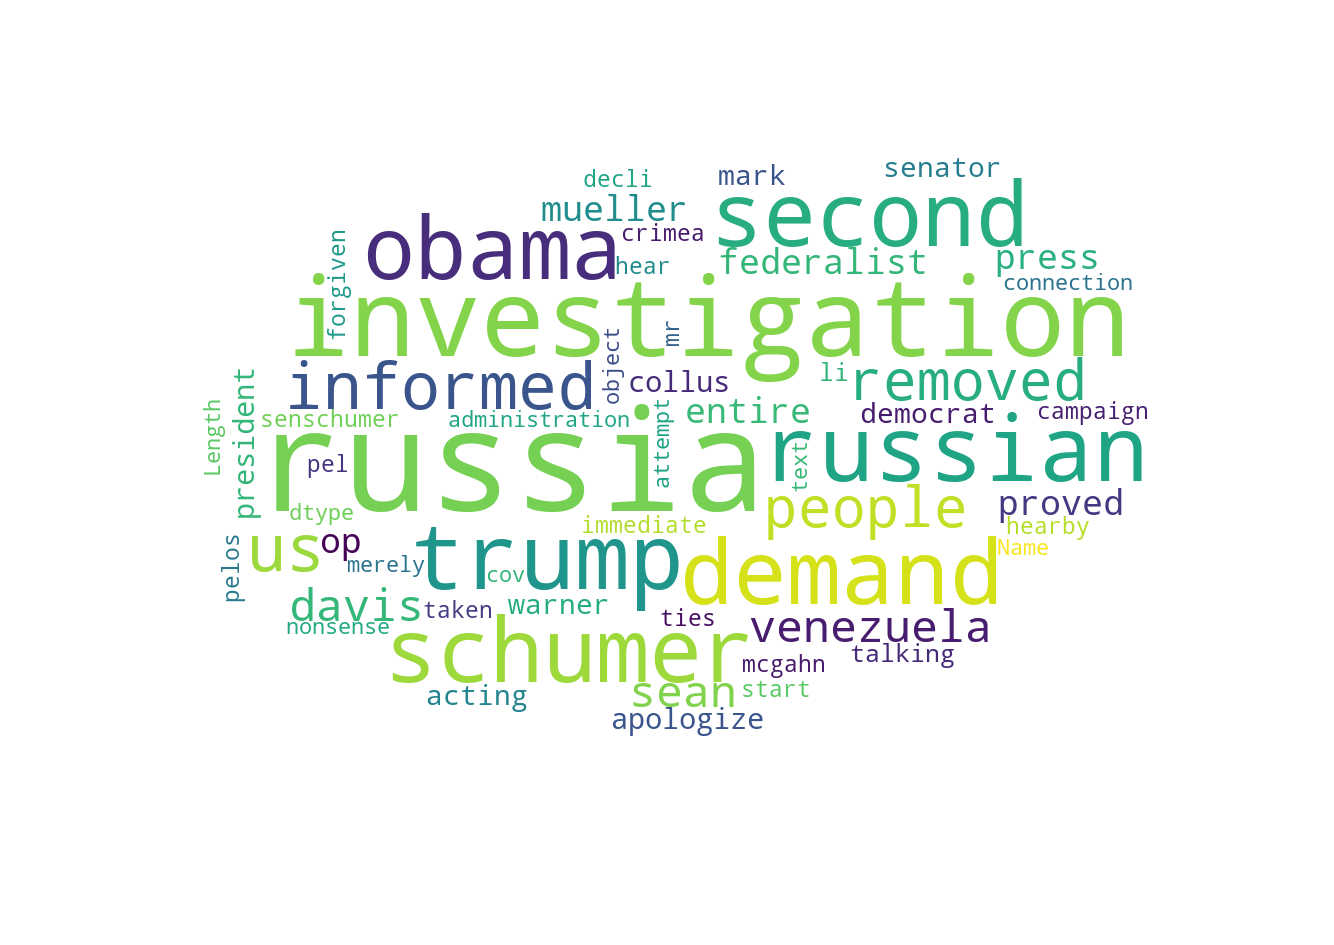 decli
mark
senator
mueller
second
obama
crimea
forgiven
hear
federalist
press
connection
investigation
mr
object
informed
collus
li
removed
president
Length
senschumer
administration
attempt
entire
democrat
campaign
russia
russian
text
pel
dtype
people
proved
immediate
hearby
us
op
trump
demand
Name
pelos
merely
cov
davis
taken
warner
ties
venezuela
nonsense
schumer
mcgahn
talking
acting
sean
start
apologize